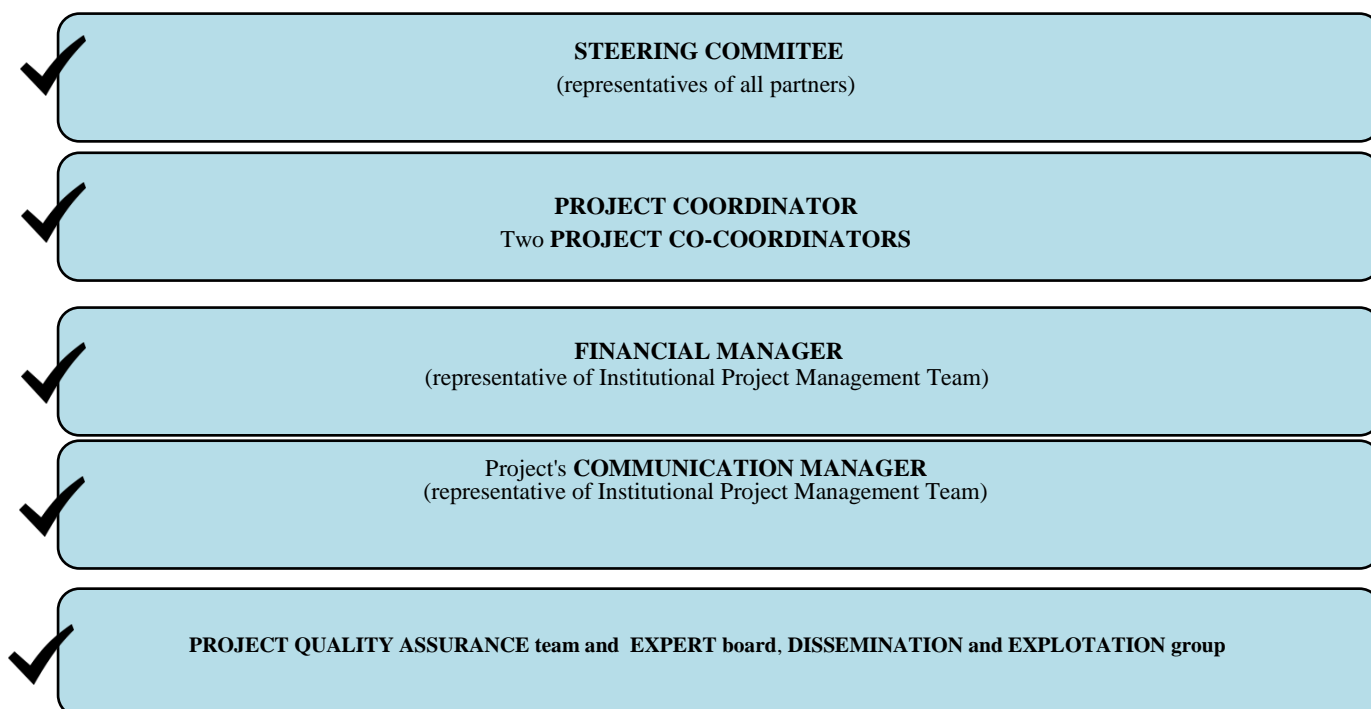 STEERING COMMITEE
(representatives of all partners)
PROJECT COORDINATOR
Two PROJECT CO-COORDINATORS
FINANCIAL MANAGER
(representative of Institutional Project Management Team)
Project's COMMUNICATION MANAGER
(representative of Institutional Project Management Team)
PROJECT QUALITY ASSURANCE team and EXPERT board, DISSEMINATION and EXPLOTATION group